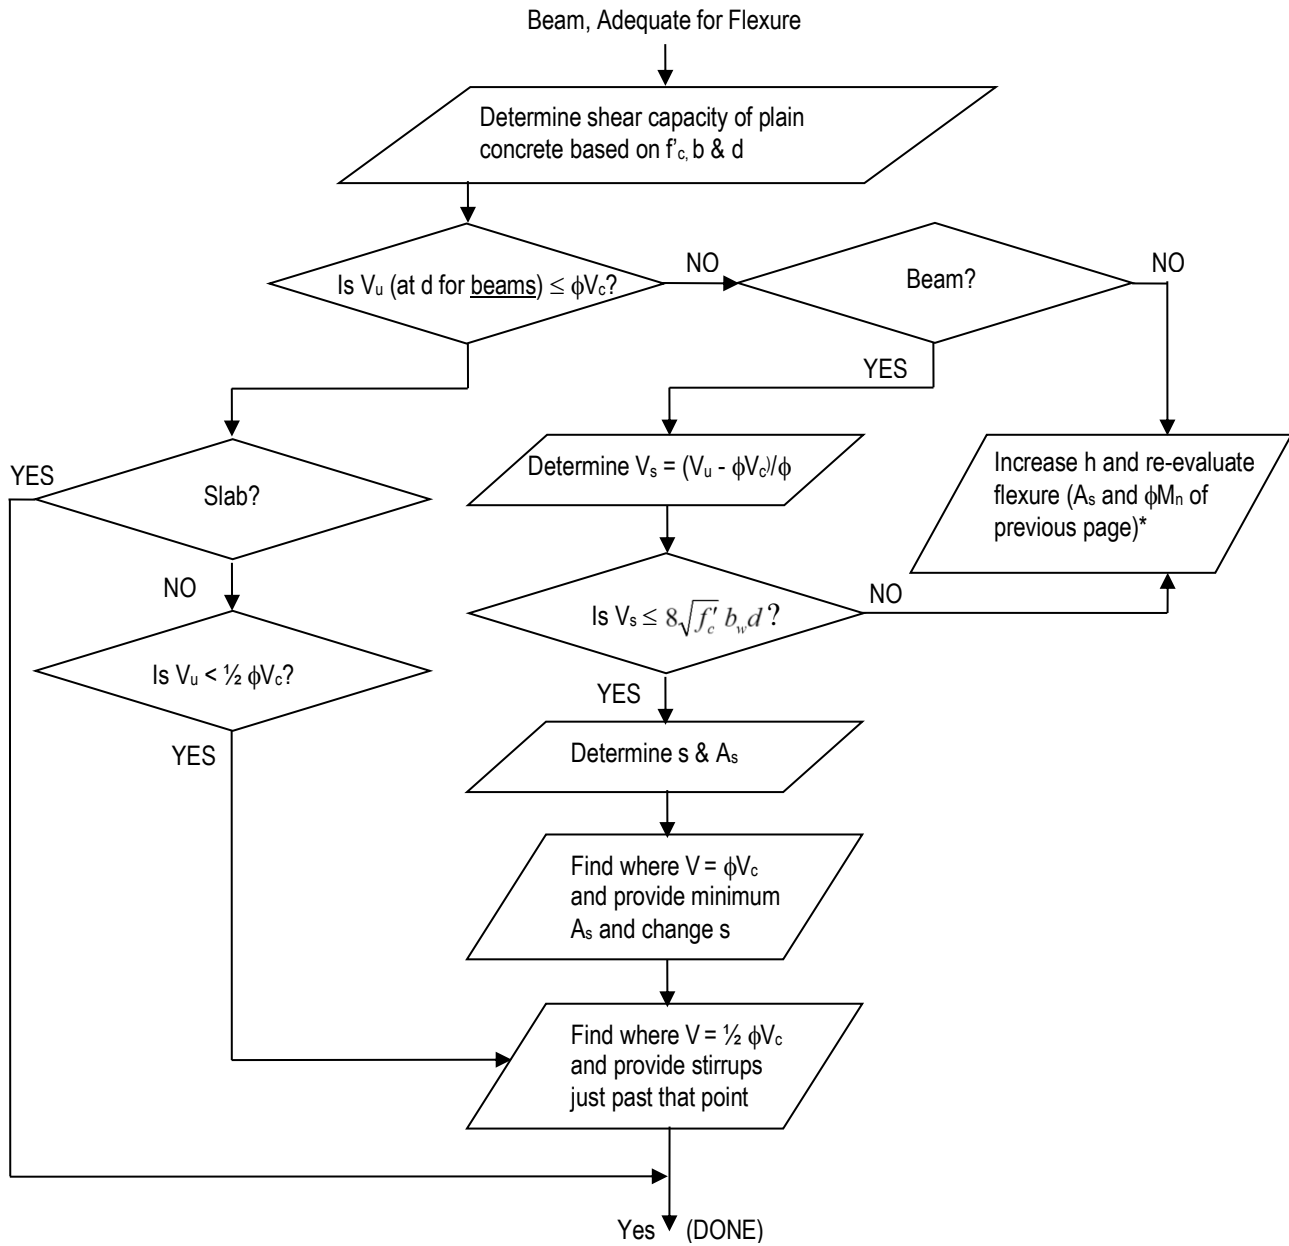 Beam, Adequate for Flexure
Determine shear capacity of plain
concrete based on f'c, b & d
Is Vu (at d for beams) ≤ ϕVc?
NO
Beam?
NO
YES
Determine Vs = (Vu - ϕVc)/ϕ
Increase h and re-evaluate
flexure (As and ϕMn of
previous page)*
YES
Slab?
NO
Is Vs ≤ 8√f′c bwd ?
NO
Is Vu < ½ ϕVc?
YES
YES
Determine s & As
Find where V = ϕVc
and provide minimum
As and change s
Find where V = ½ ϕVc
and provide stirrups
just past that point
Yes (DONE)